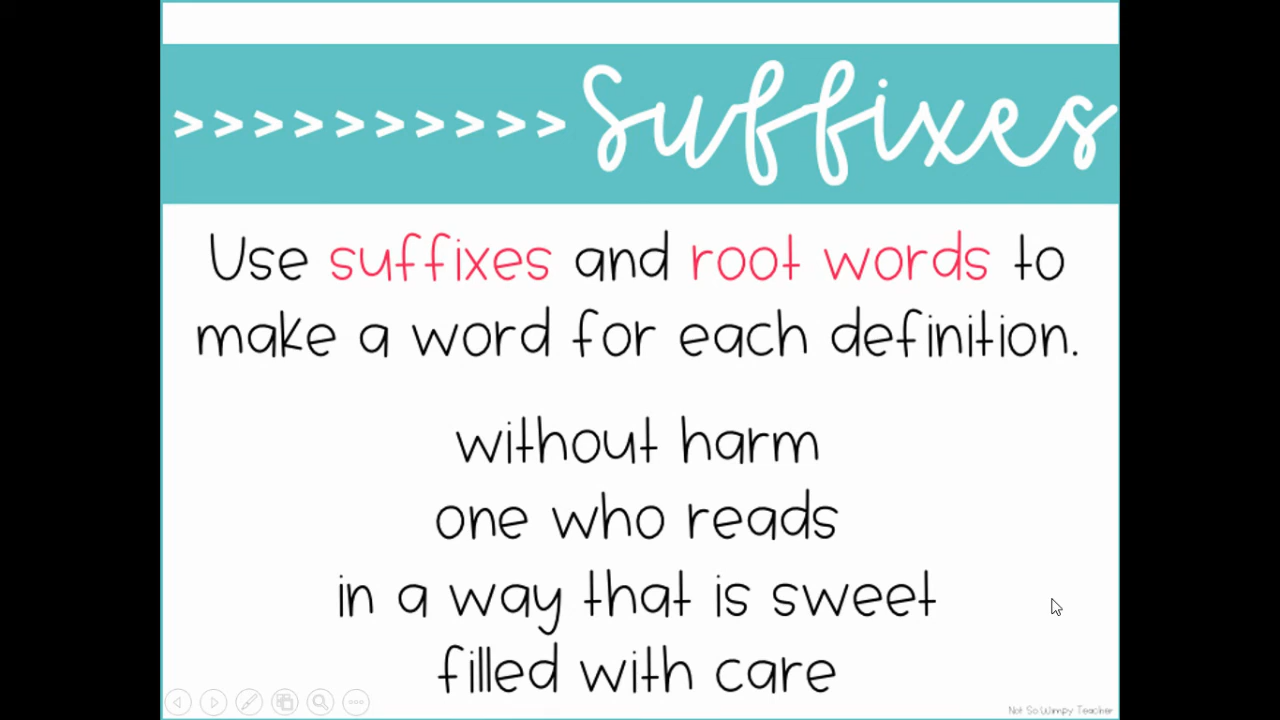 >>>>>>>>>> Suffixes
Use suffixes and root words to
make a word for each definition.
without harm
one who reads
in a way that is sweet
filled with care
Not So Wimpy Teacher